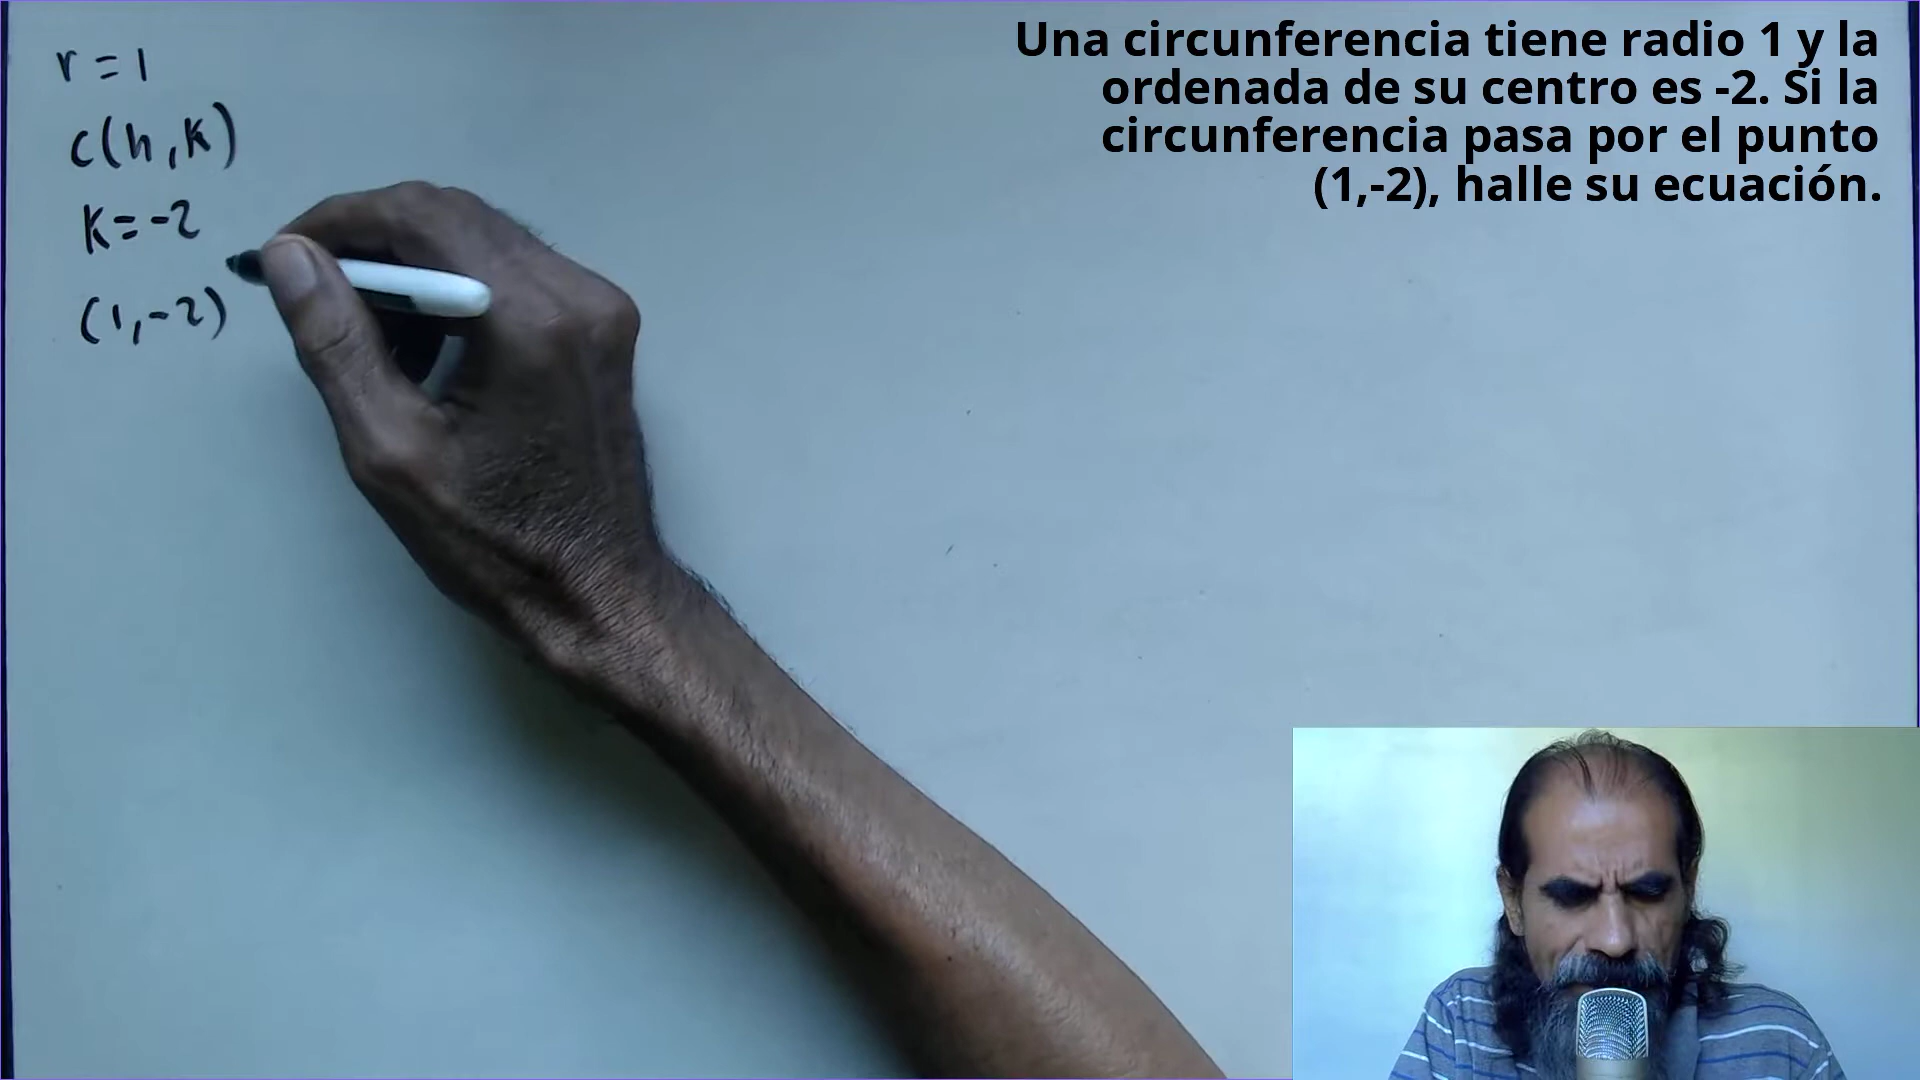 r = 1
c(h,k)
k = -2
(1,-2)
Una circunferencia tiene radio 1 y la
ordenada de su centro es -2. Si la
circunferencia pasa por el punto
(1,-2), halle su ecuación.